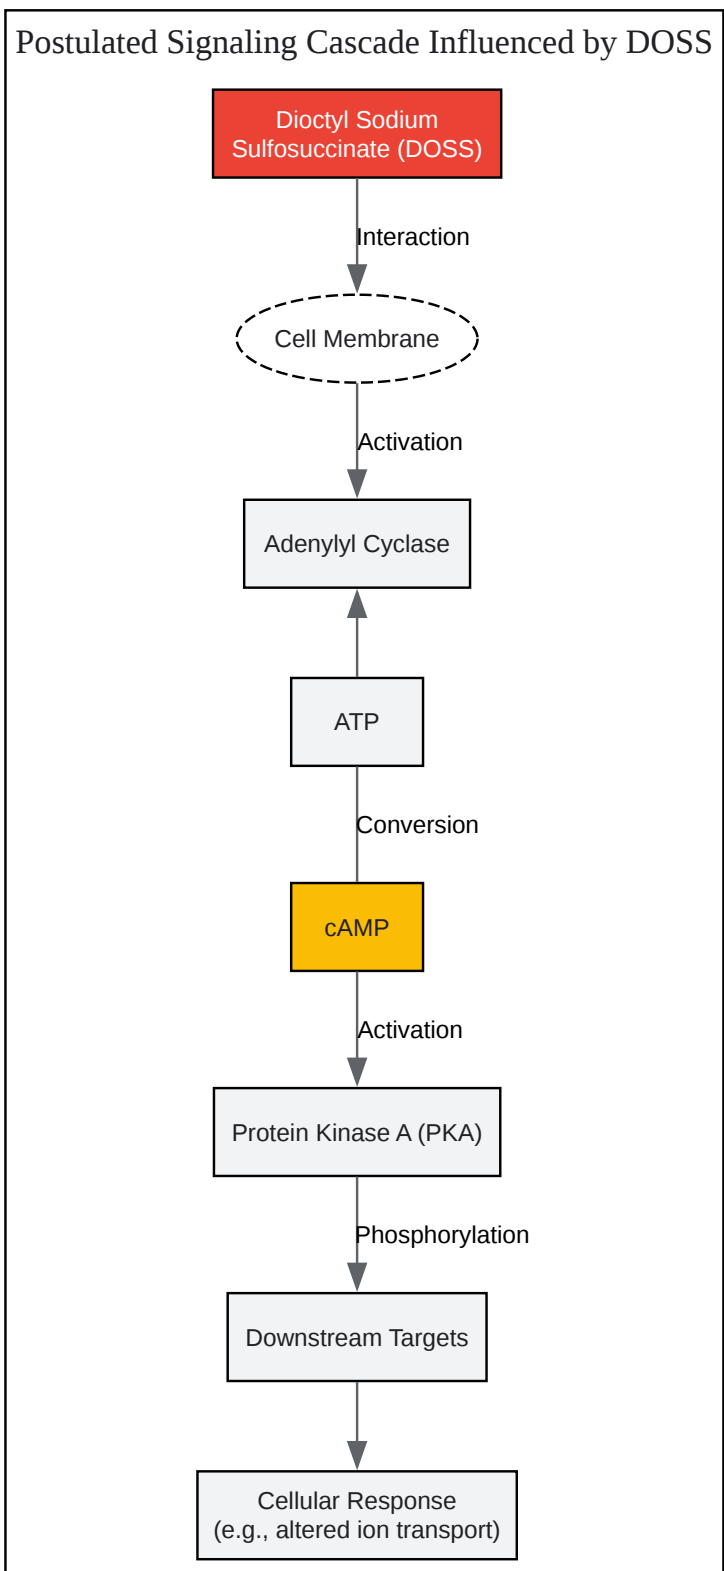 Postulated Signaling Cascade Influenced by DOSS
Dioctyl Sodium
Sulfosuccinate (DOSS)
Interaction
Cell Membrane
Activation
Adenylyl Cyclase
ATP
Conversion
cAMP
Activation
Protein Kinase A (PKA)
Phosphorylation
Downstream Targets
Cellular Response
(e.g., altered ion transport)